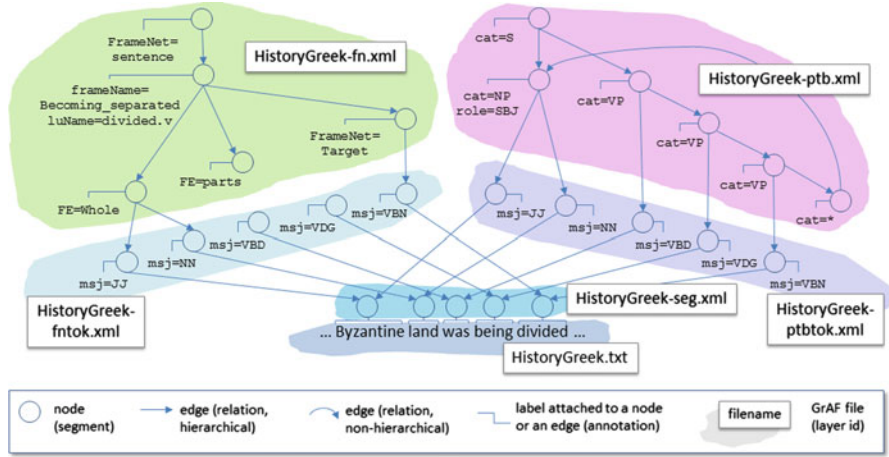 FrameNet=
sentence
HistoryGreek-fn.xml
frameName=
Becoming_separated
luName=divided.v
FrameNet=
Target
FE=parts
FE=Whole
msj=VBN
msj=VDG
msj=VBD
msj=NN
msj=JJ
HistoryGreek-
fntok.xml
cat=S
HistoryGreek-ptb.xml
cat=NP
role=SBJ
cat=VP
cat=VP
cat=VP
cat=*
msj=JJ
msj=NN
msj=VBD
msj=VDG
msj=VBN
HistoryGreek-
ptbtok.xml
HistoryGreek-seg.xml
... Byzantine land was being divided ...
HistoryGreek.txt
node
(segment)
edge (relation,
hierarchical)
edge (relation,
non-hierarchical)
label attached to a node
or an edge (annotation)
filename
GrAF file
(layer id)